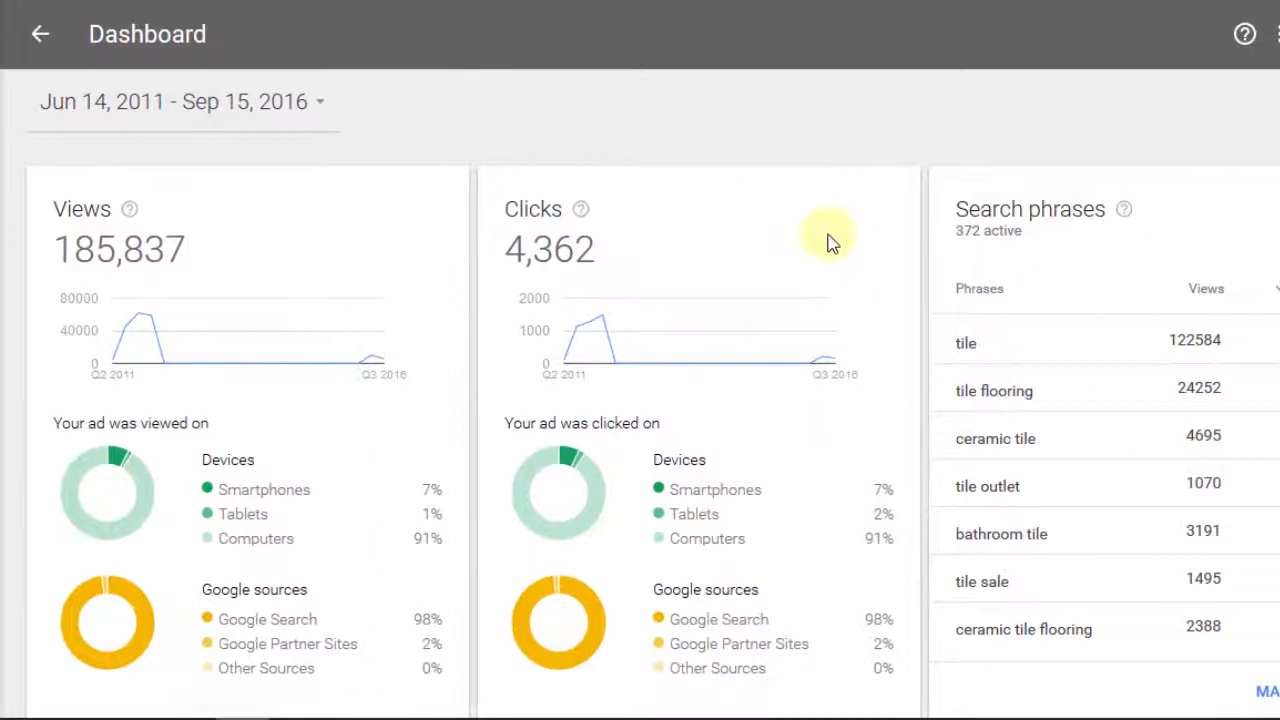 Dashboard
Jun 14, 2011 - Sep 15, 2016
Views
185,837
80000
40000
0
Q2 2011
Q3 2016
Your ad was viewed on
Devices
Smartphones 7%
Tablets 1%
Computers 91%
Google sources
Google Search 98%
Google Partner Sites 2%
Other Sources 0%
Clicks
4,362
2000
1000
0
Q2 2011
Q3 2016
Your ad was clicked on
Devices
Smartphones 7%
Tablets 2%
Computers 91%
Google sources
Google Search 98%
Google Partner Sites 2%
Other Sources 0%
Search phrases
372 active
Phrases Views
tile 122584
tile flooring 24252
ceramic tile 4695
tile outlet 1070
bathroom tile 3191
tile sale 1495
ceramic tile flooring 2388
MA